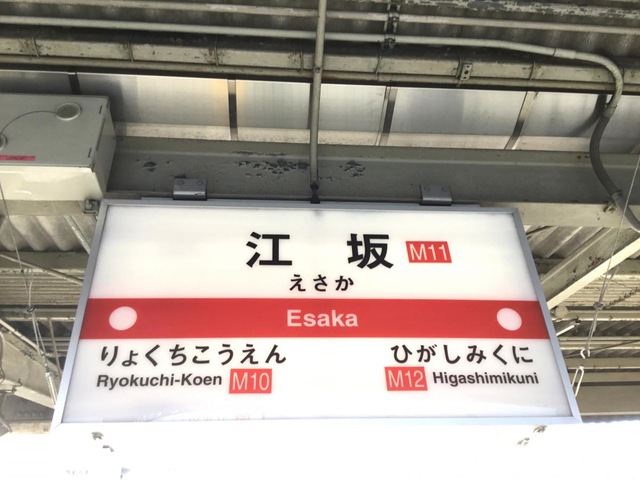 江坂 M11
えさか
Esaka
りょくちこうえん
Ryokuchi-Koen M10
ひがしみくに
M12 Higashimikuni